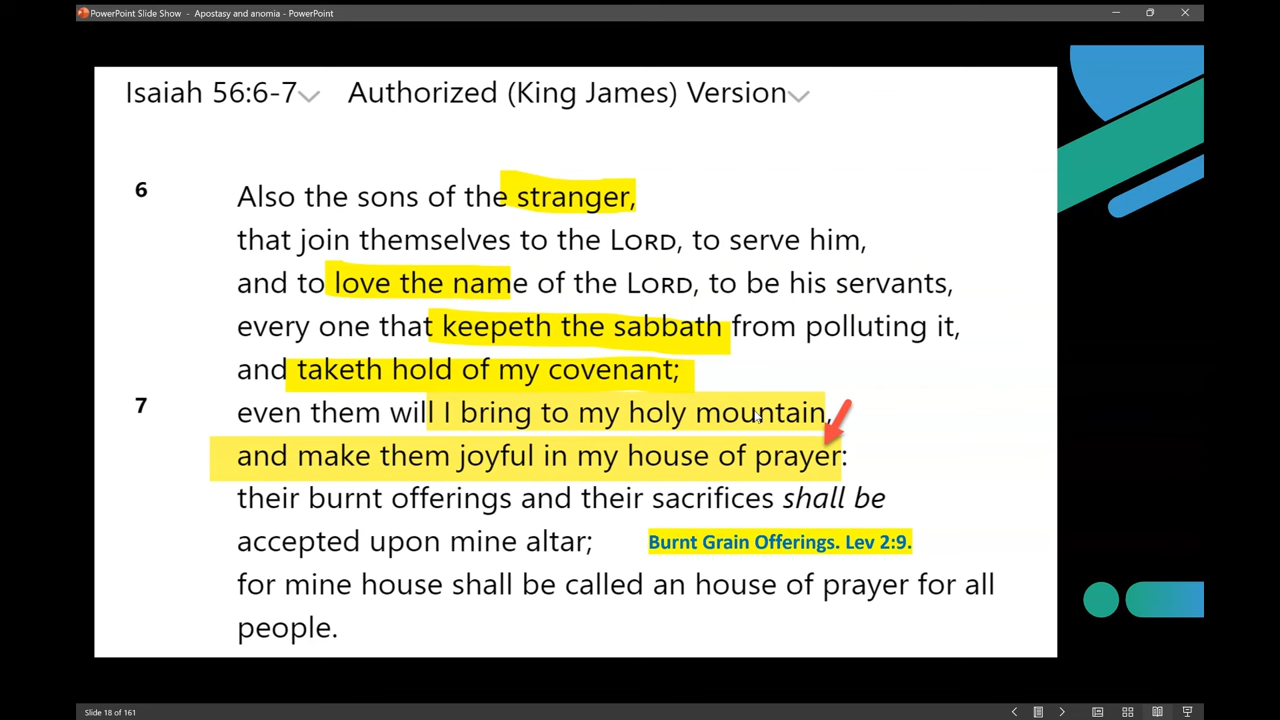 PowerPoint Slide Show - Apostasy and anomia - PowerPoint
Isaiah 56:6-7 Authorized (King James) Version
6 Also the sons of the stranger,
that join themselves to the LORD, to serve him,
and to love the name of the LORD, to be his servants,
every one that keepeth the sabbath from polluting it,
and taketh hold of my covenant;
7 even them will I bring to my holy mountain,
and make them joyful in my house of prayer:
their burnt offerings and their sacrifices shall be
accepted upon mine altar; Burnt Grain Offerings. Lev 2:9.
for mine house shall be called an house of prayer for all
people.
Slide 18 of 161